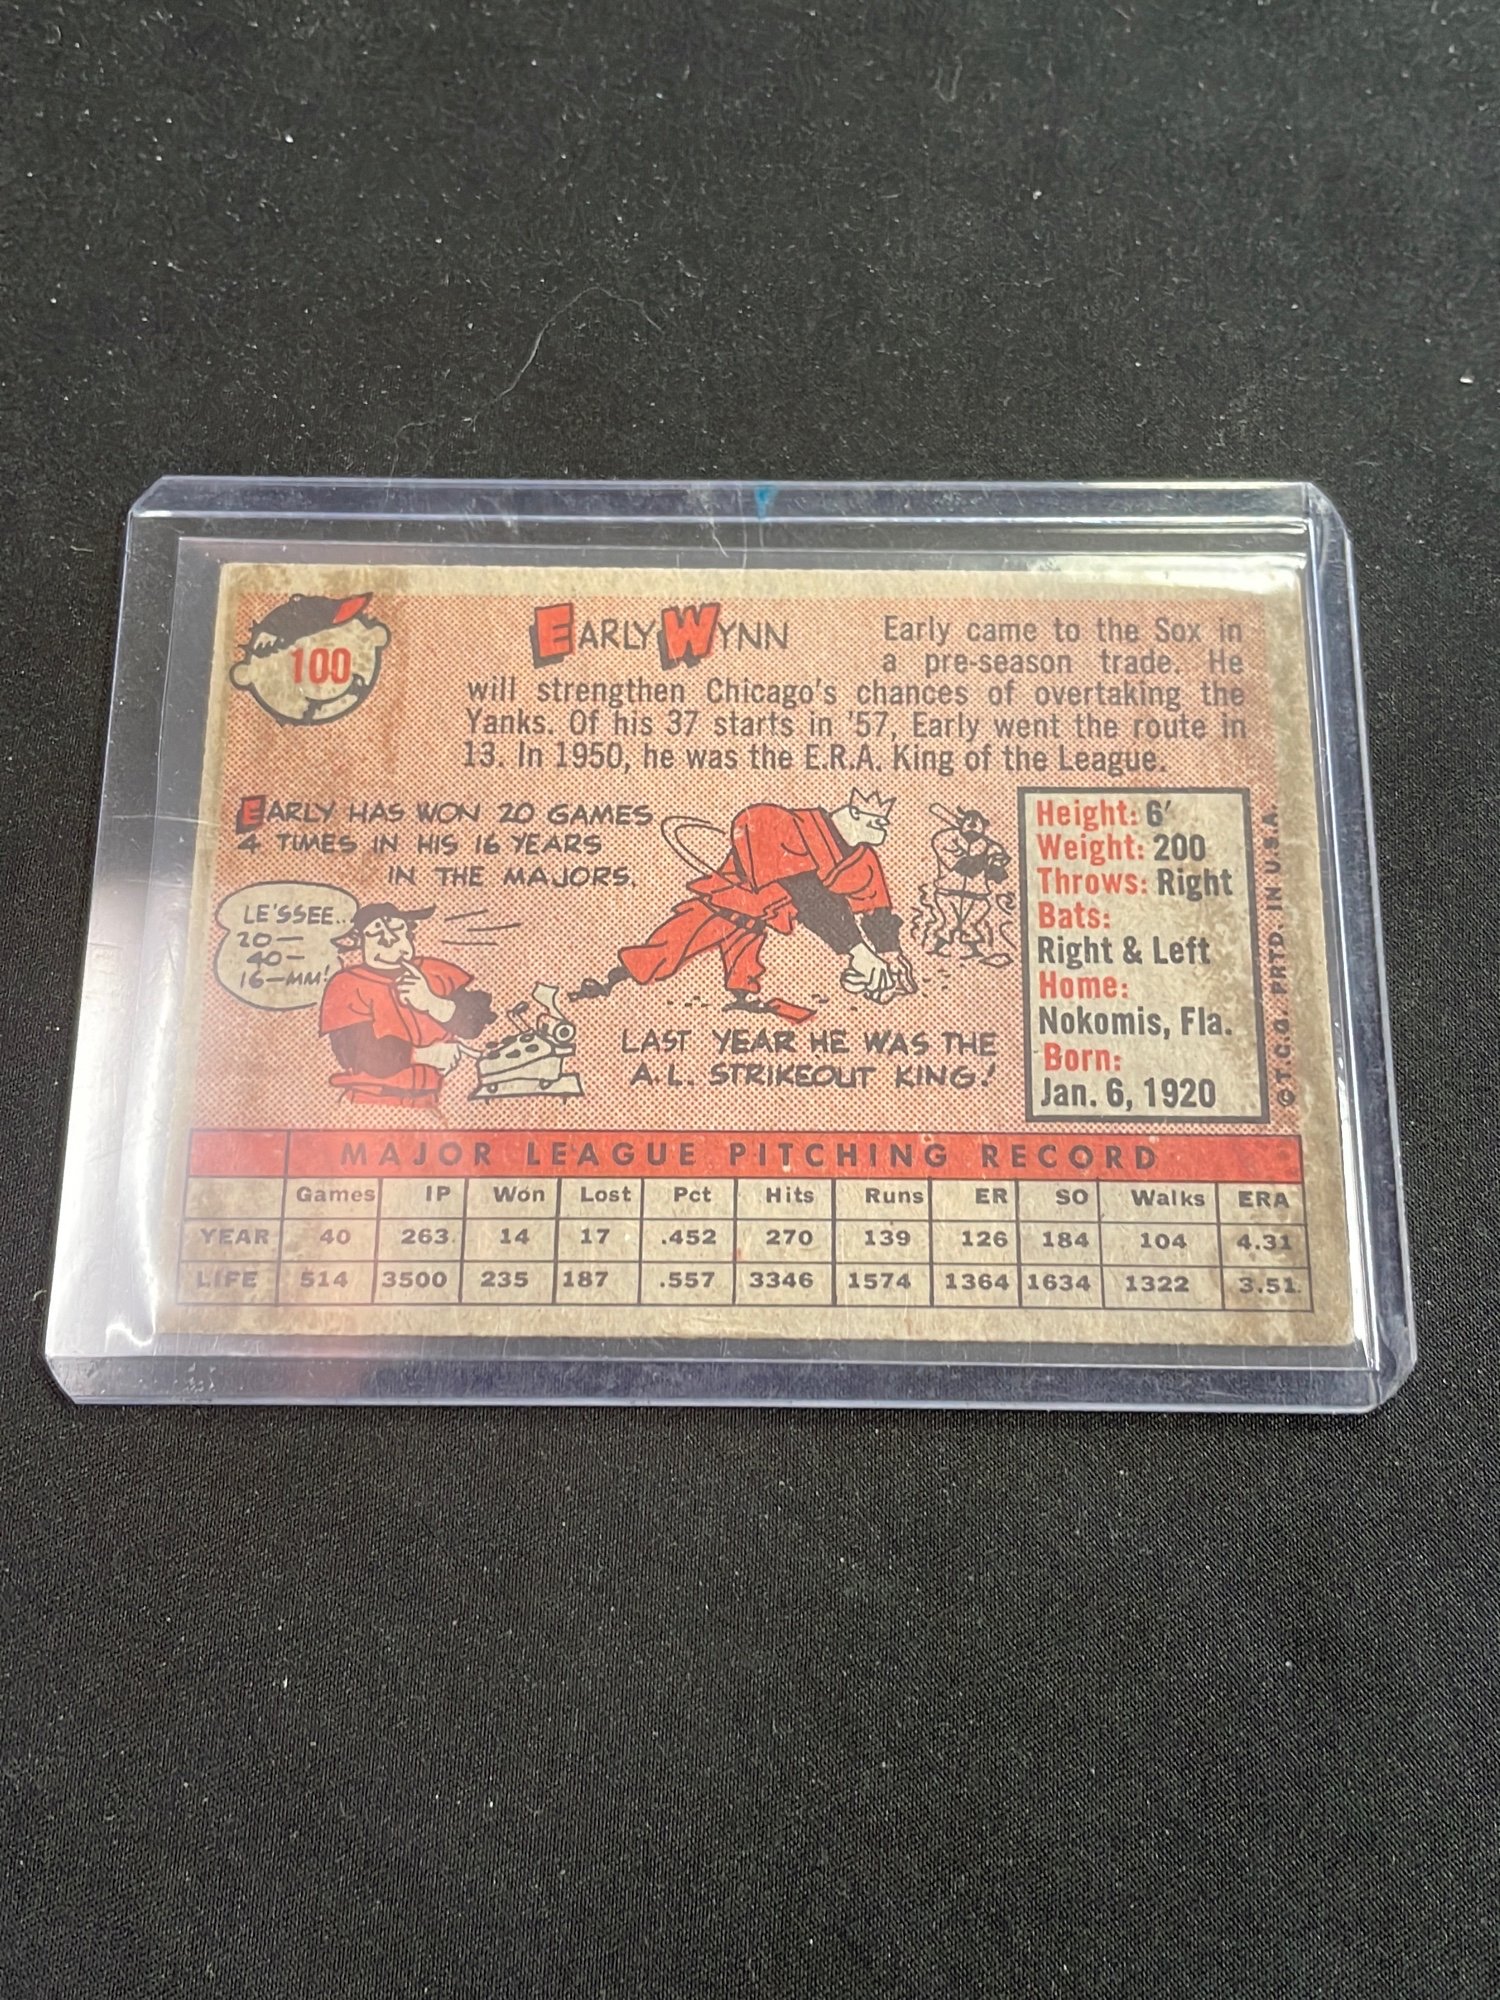 100
EARLY WYNN
Early came to the Sox in
a pre-season trade. He
will strengthen Chicago's chances of overtaking the
Yanks. Of his 37 starts in '57, Early went the route in
13. In 1950, he was the E.R.A. King of the League.
EARLY HAS WON 20 GAMES
4 TIMES IN HIS 16 YEARS
IN THE MAJORS.
LE'SSEE...
20—
40—
16—MM!
LAST YEAR HE WAS THE
A.L. STRIKEOUT KING!
Height: 6'
Weight: 200
Throws: Right
Bats:
Right & Left
Home:
Nokomis, Fla.
Born:
Jan. 6, 1920
©T.C.G. PRTD. IN U.S.A.
MAJOR LEAGUE PITCHING RECORD
Games IP Won Lost Pct Hits Runs ER SO Walks ERA
YEAR 40 263 14 17 .452 270 139 126 184 104 4.31
LIFE 514 3500 235 187 .557 3346 1574 1364 1634 1322 3.51